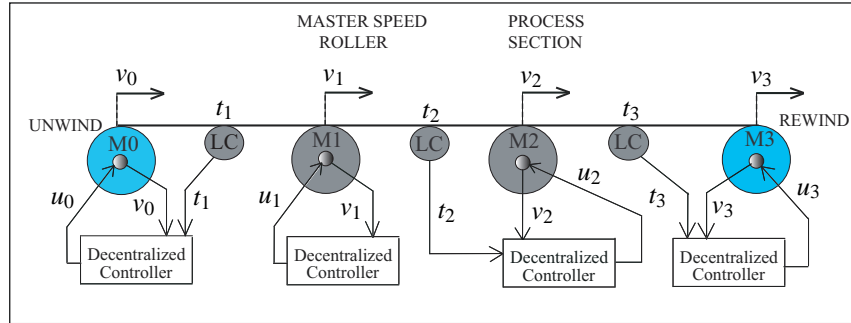 MASTER SPEED
ROLLER
PROCESS
SECTION
v0
v1
v2
v3
t1
t2
t3
UNWIND
REWIND
M0
LC
M1
LC
M2
LC
M3
u0
v0
t1
u1
v1
t2
v2
u2
t3
v3
u3
Decentralized
Controller
Decentralized
Controller
Decentralized
Controller
Decentralized
Controller